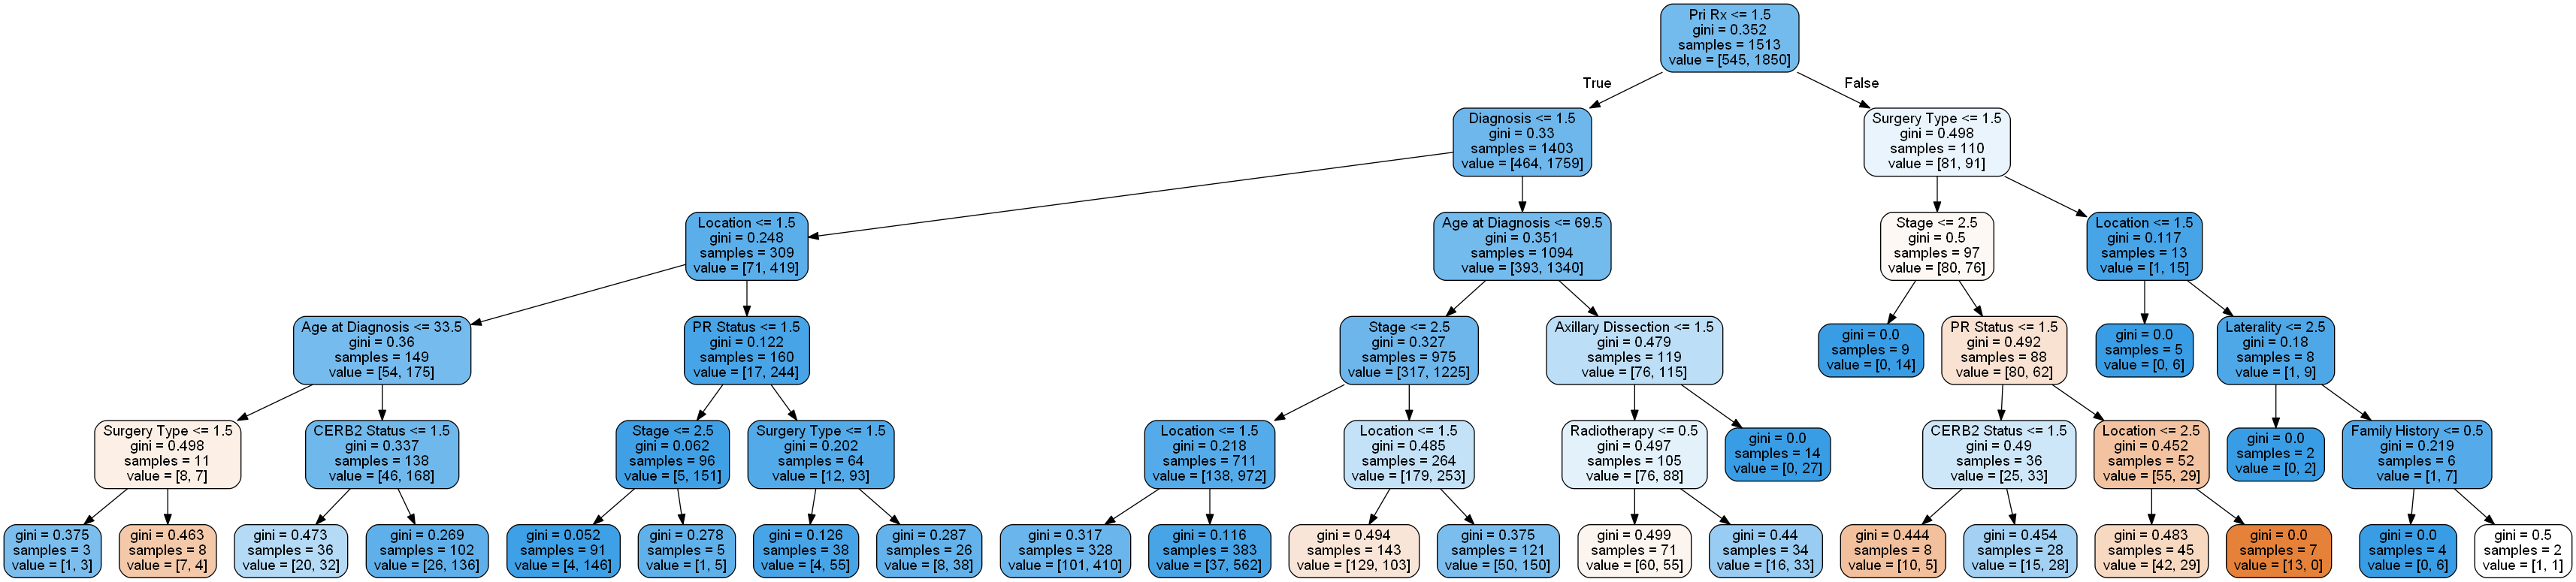 Pri Rx <= 1.5
gini = 0.352
samples = 1513
value = [545, 1850]
True
False
Diagnosis <= 1.5
gini = 0.33
samples = 1403
value = [464, 1759]
Surgery Type <= 1.5
gini = 0.498
samples = 110
value = [81, 91]
Location <= 1.5
gini = 0.248
samples = 309
value = [71, 419]
Age at Diagnosis <= 69.5
gini = 0.351
samples = 1094
value = [393, 1340]
Stage <= 2.5
gini = 0.5
samples = 97
value = [80, 76]
Location <= 1.5
gini = 0.117
samples = 13
value = [1, 15]
Age at Diagnosis <= 33.5
gini = 0.36
samples = 149
value = [54, 175]
PR Status <= 1.5
gini = 0.122
samples = 160
value = [17, 244]
Stage <= 2.5
gini = 0.327
samples = 975
value = [317, 1225]
Axillary Dissection <= 1.5
gini = 0.479
samples = 119
value = [76, 115]
gini = 0.0
samples = 9
value = [0, 14]
PR Status <= 1.5
gini = 0.492
samples = 88
value = [80, 62]
gini = 0.0
samples = 5
value = [0, 6]
Laterality <= 2.5
gini = 0.18
samples = 8
value = [1, 9]
Surgery Type <= 1.5
gini = 0.498
samples = 11
value = [8, 7]
CERB2 Status <= 1.5
gini = 0.337
samples = 138
value = [46, 168]
Stage <= 2.5
gini = 0.062
samples = 96
value = [5, 151]
Surgery Type <= 1.5
gini = 0.202
samples = 64
value = [12, 93]
Location <= 1.5
gini = 0.218
samples = 711
value = [138, 972]
Location <= 1.5
gini = 0.485
samples = 264
value = [179, 253]
Radiotherapy <= 0.5
gini = 0.497
samples = 105
value = [76, 88]
gini = 0.0
samples = 14
value = [0, 27]
CERB2 Status <= 1.5
gini = 0.49
samples = 36
value = [25, 33]
Location <= 2.5
gini = 0.452
samples = 52
value = [55, 29]
gini = 0.0
samples = 2
value = [0, 2]
Family History <= 0.5
gini = 0.219
samples = 6
value = [1, 7]
gini = 0.375
samples = 3
value = [1, 3]
gini = 0.463
samples = 8
value = [7, 4]
gini = 0.473
samples = 36
value = [20, 32]
gini = 0.269
samples = 102
value = [26, 136]
gini = 0.052
samples = 91
value = [4, 146]
gini = 0.278
samples = 5
value = [1, 5]
gini = 0.126
samples = 38
value = [4, 55]
gini = 0.287
samples = 26
value = [8, 38]
gini = 0.317
samples = 328
value = [101, 410]
gini = 0.116
samples = 383
value = [37, 562]
gini = 0.494
samples = 143
value = [129, 103]
gini = 0.375
samples = 121
value = [50, 150]
gini = 0.499
samples = 71
value = [60, 55]
gini = 0.44
samples = 34
value = [16, 33]
gini = 0.444
samples = 8
value = [10, 5]
gini = 0.454
samples = 28
value = [15, 28]
gini = 0.483
samples = 45
value = [42, 29]
gini = 0.0
samples = 7
value = [13, 0]
gini = 0.0
samples = 4
value = [0, 6]
gini = 0.5
samples = 2
value = [1, 1]